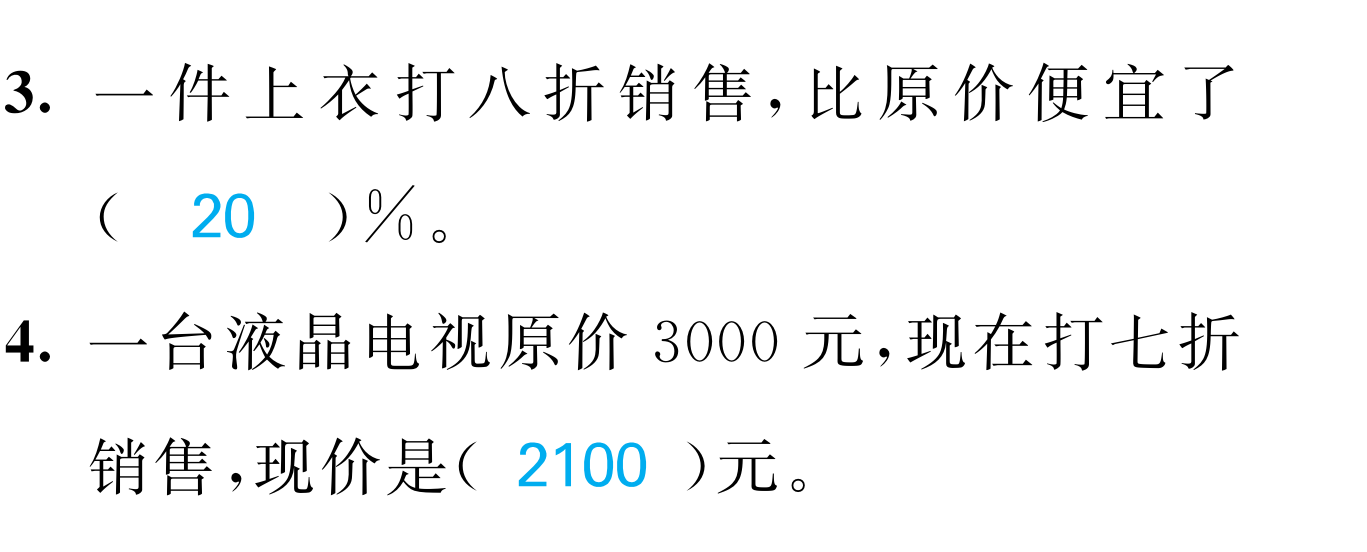 3. 一件上衣打八折销售,比原价便宜了
( 20 )%。
4. 一台液晶电视原价 3000 元,现在打七折
销售,现价是( 2100 )元。